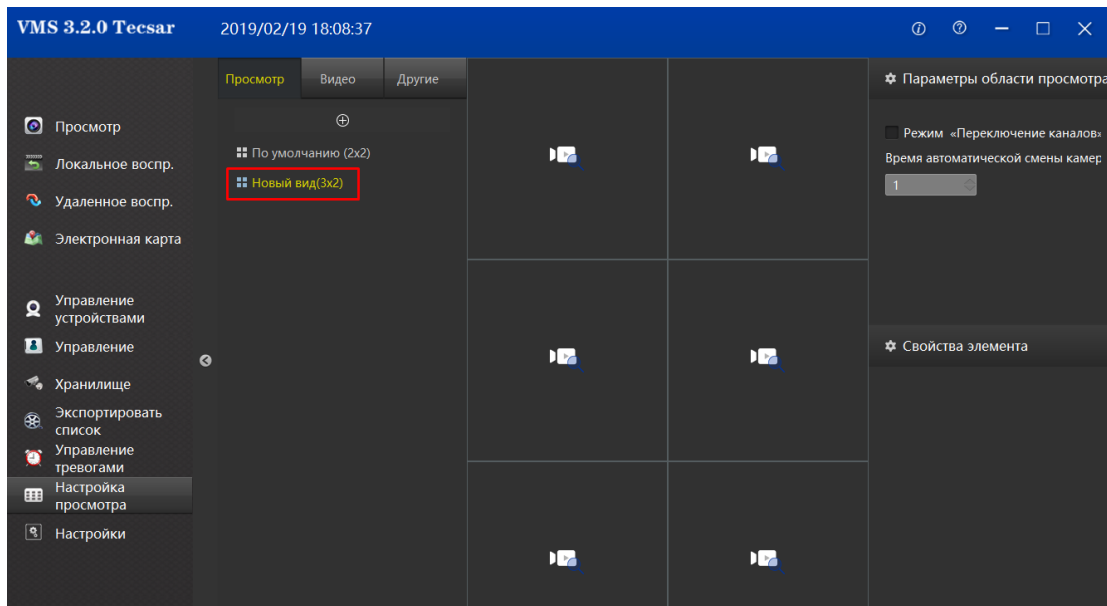 VMS 3.2.0 Tecsar
2019/02/19 18:08:37
Просмотр
Локальное воспр.
Удаленное воспр.
Электронная карта
Управление
устройствами
Управление
Хранилище
Экспортировать
список
Управление
тревогами
Настройка
просмотра
Настройки
Просмотр Видео Другие
По умолчанию (2x2)
Новый вид(3x2)
Параметры области просмотра
Режим «Переключение каналов»
Время автоматической смены камер
1
Свойства элемента